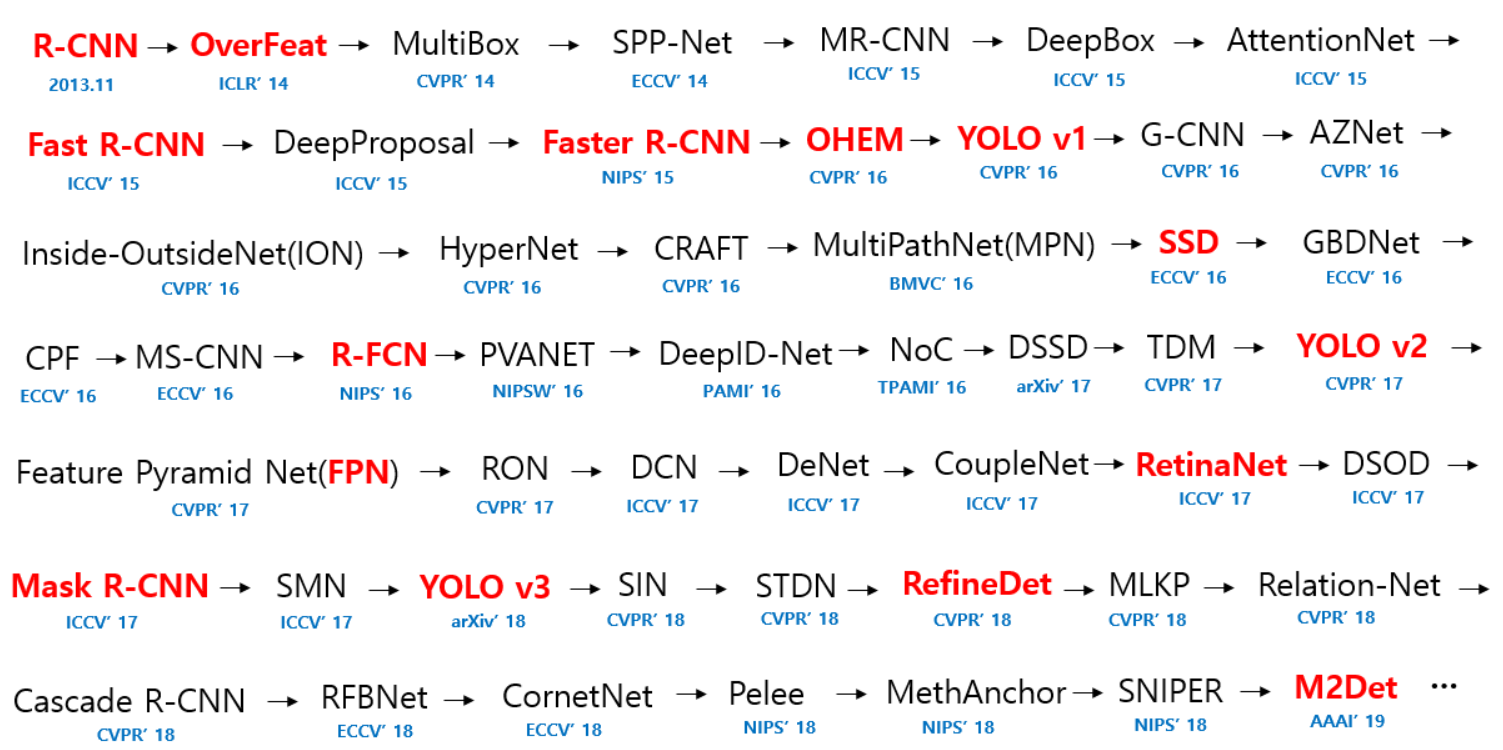 R-CNN → OverFeat → MultiBox → SPP-Net → MR-CNN → DeepBox → AttentionNet →
2013.11 ICLR' 14 CVPR' 14 ECCV' 14 ICCV' 15 ICCV' 15 ICCV' 15
Fast R-CNN → DeepProposal → Faster R-CNN → OHEM → YOLO v1 → G-CNN → AZNet →
ICCV' 15 ICCV' 15 NIPS' 15 CVPR' 16 CVPR' 16 CVPR' 16 CVPR' 16
Inside-OutsideNet(ION) → HyperNet → CRAFT → MultiPathNet(MPN) → SSD → GBDNet →
CVPR' 16 CVPR' 16 CVPR' 16 BMVC' 16 ECCV' 16 ECCV' 16
CPF → MS-CNN → R-FCN → PVANET → DeepID-Net → NoC → DSSD → TDM → YOLO v2 →
ECCV' 16 ECCV' 16 NIPS' 16 NIPSW' 16 PAMI' 16 TPAMI' 16 arXiv' 17 CVPR' 17 CVPR' 17
Feature Pyramid Net(FPN) → RON → DCN → DeNet → CoupleNet → RetinaNet → DSOD →
CVPR' 17 CVPR' 17 ICCV' 17 ICCV' 17 ICCV' 17 ICCV' 17 ICCV' 17
Mask R-CNN → SMN → YOLO v3 → SIN → STDN → RefineDet → MLKP → Relation-Net →
ICCV' 17 ICCV' 17 arXiv' 18 CVPR' 18 CVPR' 18 CVPR' 18 CVPR' 18 CVPR' 18
Cascade R-CNN → RFBNet → CornetNet → Pelee → MethAnchor → SNIPER → M2Det ···
CVPR' 18 ECCV' 18 ECCV' 18 NIPS' 18 NIPS' 18 NIPS' 18 AAAI' 19